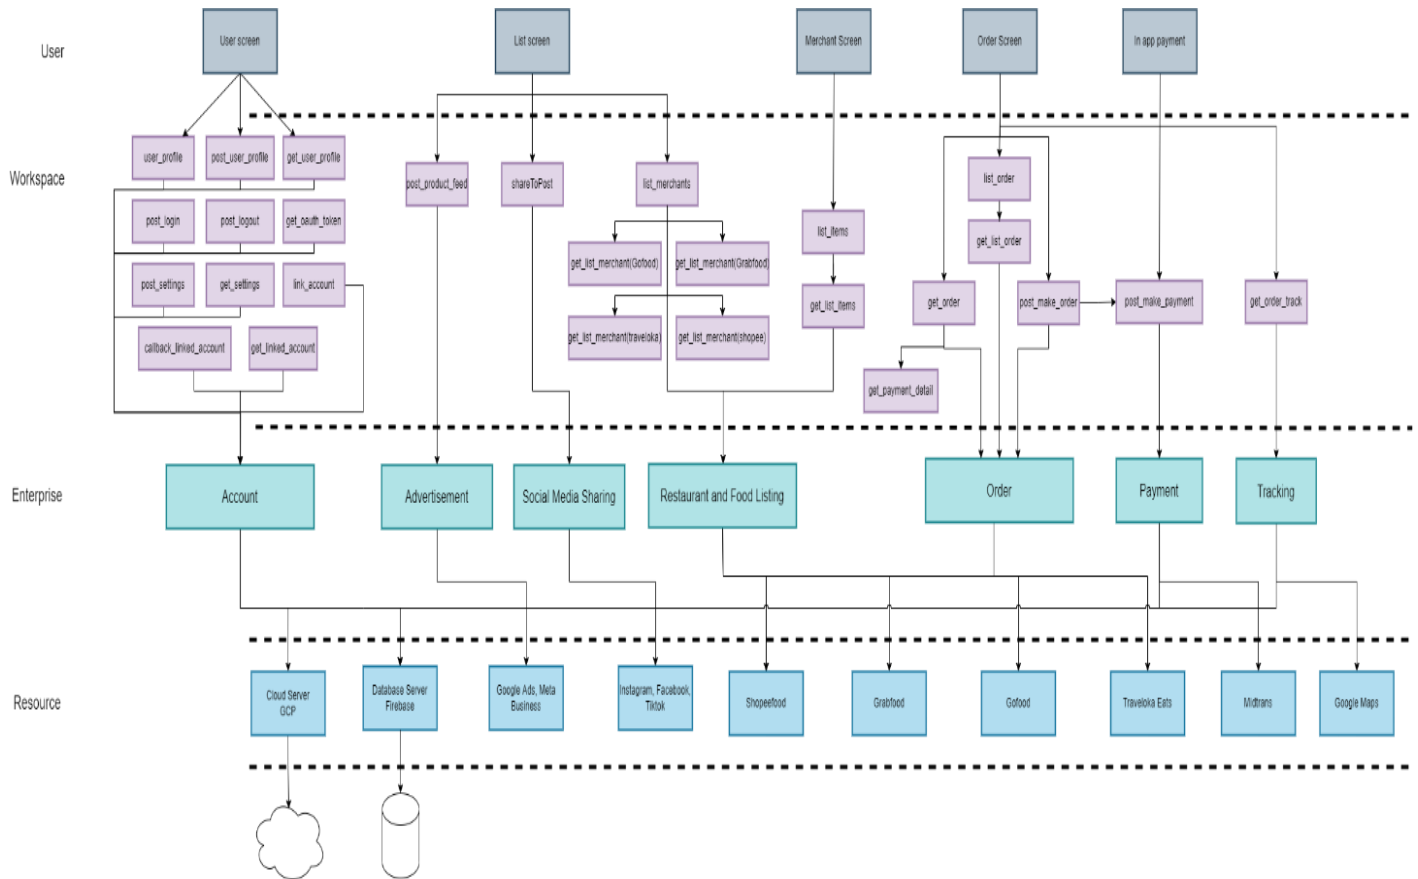 User
User screen
List screen
Merchant Screen
Order Screen
In app payment
Workspace
user_profile
post_user_profile
get_user_profile
post_login
post_logout
get_oauth_token
post_settings
get_settings
link_account
callback_linked_account
get_linked_account
post_product_feed
shareToPost
list_merchants
get_list_merchant(Gofood)
get_list_merchant(Grabfood)
get_list_merchant(traveloka)
get_list_merchant(shopee)
list_items
get_list_items
list_order
get_list_order
get_order
post_make_order
post_make_payment
get_order_track
get_payment_detail
Enterprise
Account
Advertisement
Social Media Sharing
Restaurant and Food Listing
Order
Payment
Tracking
Resource
Cloud Server
GCP
Database Server
Firebase
Google Ads, Meta
Business
Instagram, Facebook,
Tiktok
Shopeefood
Grabfood
Gofood
Traveloka Eats
Midtrans
Google Maps